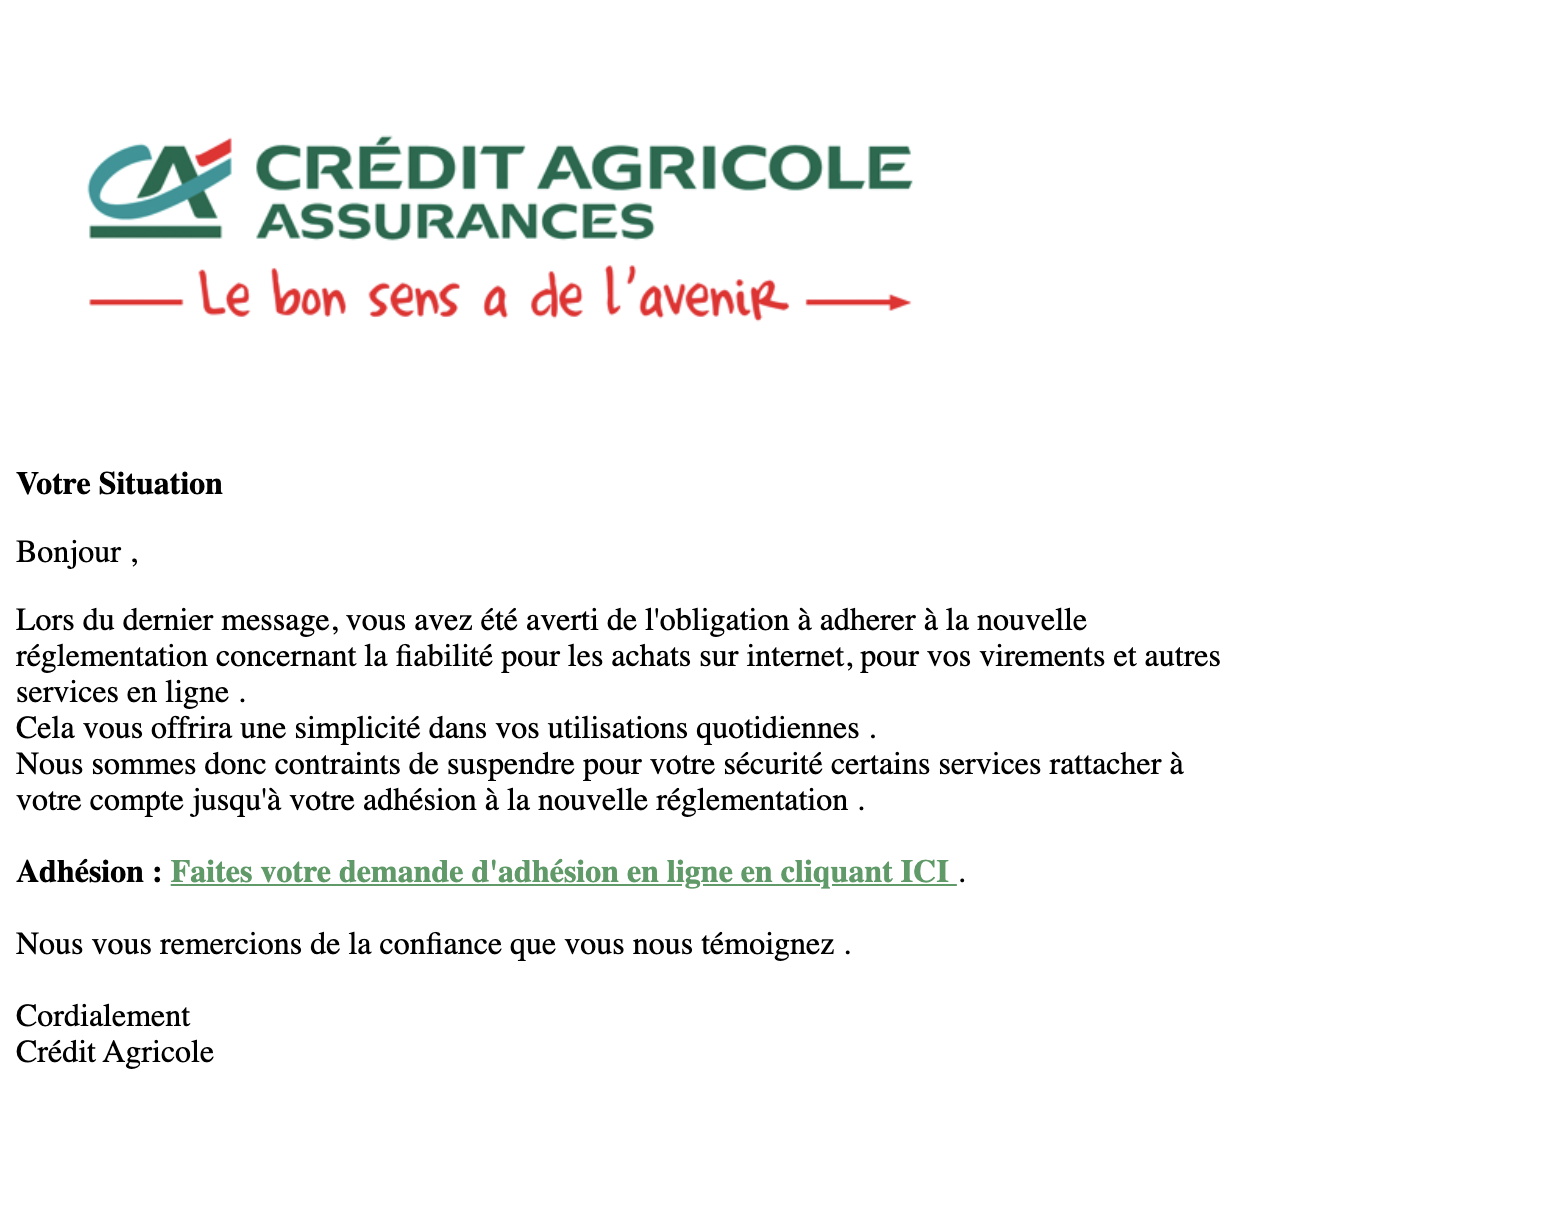 CRÉDIT AGRICOLE
ASSURANCES
Le bon sens a de l'avenir
Votre Situation
Bonjour ,
Lors du dernier message, vous avez été averti de l'obligation à adherer à la nouvelle
réglementation concernant la fiabilité pour les achats sur internet, pour vos virements et autres
services en ligne .
Cela vous offrira une simplicité dans vos utilisations quotidiennes .
Nous sommes donc contraints de suspendre pour votre sécurité certains services rattacher à
votre compte jusqu'à votre adhésion à la nouvelle réglementation .
Adhésion : Faites votre demande d'adhésion en ligne en cliquant ICI .
Nous vous remercions de la confiance que vous nous témoignez .
Cordialement
Crédit Agricole